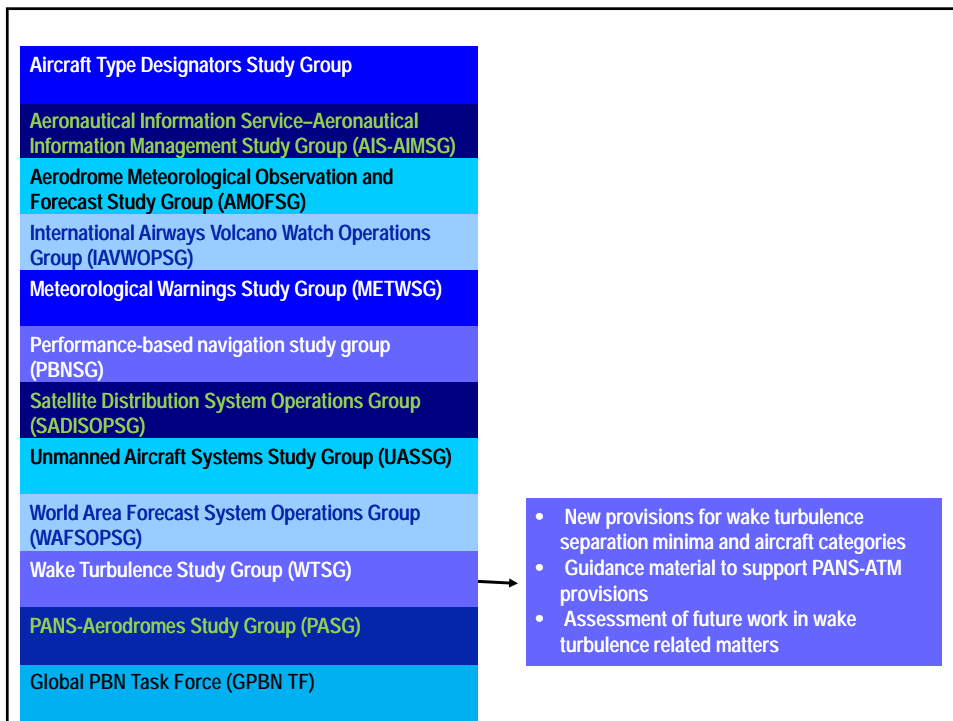 Aircraft Type Designators Study Group
Aeronautical Information Service–Aeronautical
Information Management Study Group (AIS-AIMSG)
Aerodrome Meteorological Observation and
Forecast Study Group (AMOFSG)
International Airways Volcano Watch Operations
Group (IAVWOPSG)
Meteorological Warnings Study Group (METWSG)
Performance-based navigation study group
(PBNSG)
Satellite Distribution System Operations Group
(SADISOPSG)
Unmanned Aircraft Systems Study Group (UASSG)
World Area Forecast System Operations Group
(WAFSOPSG)
Wake Turbulence Study Group (WTSG)
PANS-Aerodromes Study Group (PASG)
Global PBN Task Force (GPBN TF)
• New provisions for wake turbulence
separation minima and aircraft categories
• Guidance material to support PANS-ATM
provisions
• Assessment of future work in wake
turbulence related matters